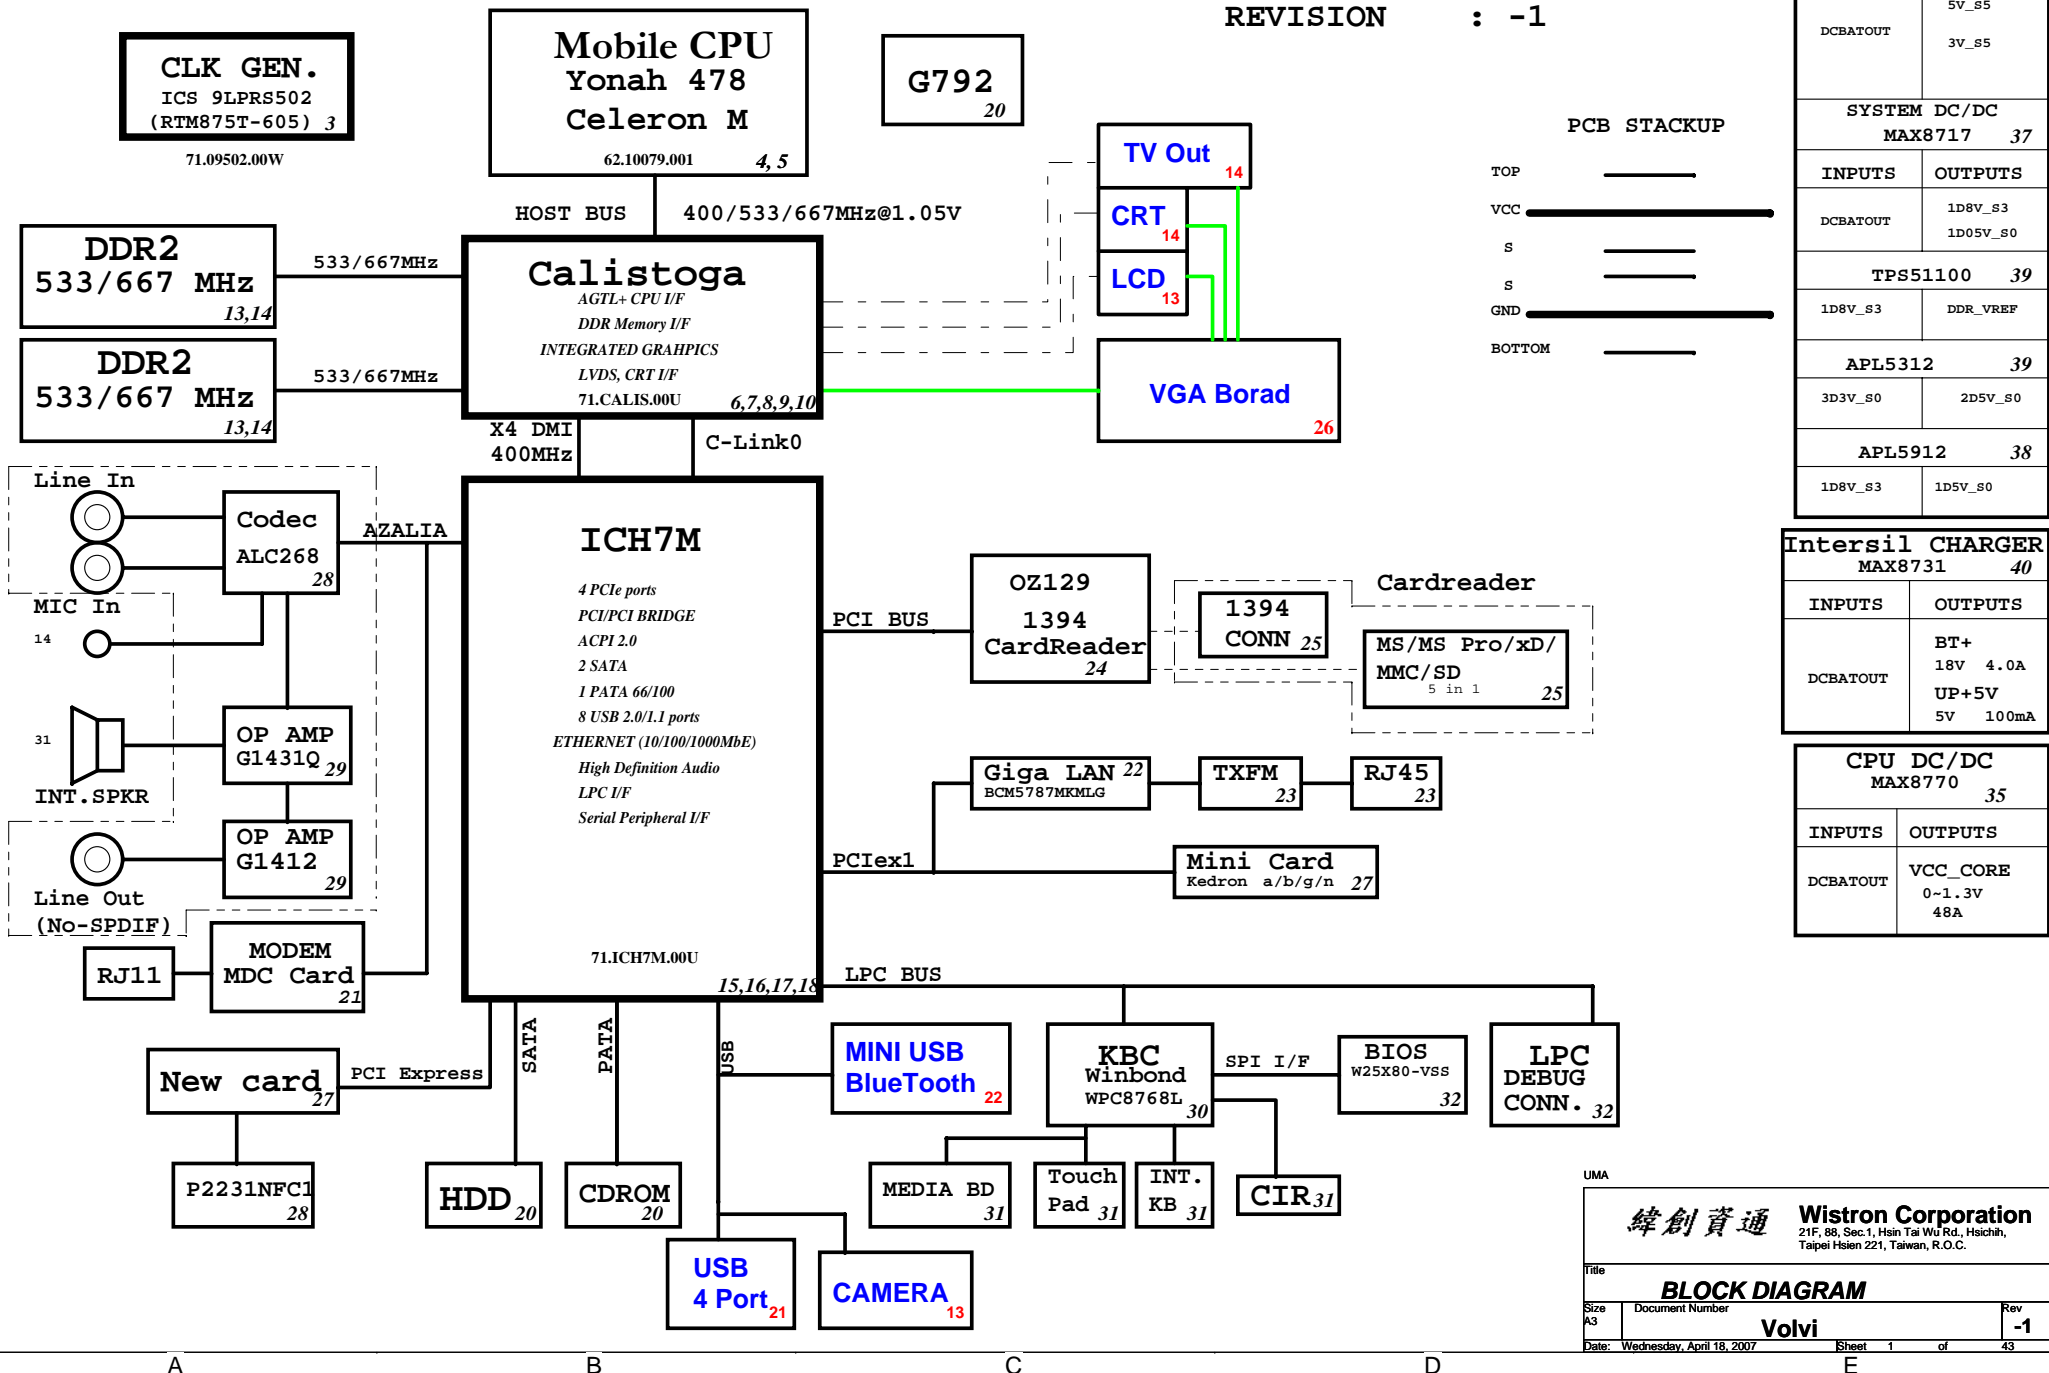 REVISION : -1
CLK GEN.
ICS 9LPRS502
(RTM875T-605) 3
71.09502.00W
Mobile CPU
Yonah 478
Celeron M
62.10079.001 4, 5
G792
20
HOST BUS 400/533/667MHz@1.05V
DDR2
533/667 MHz
13,14
533/667MHz
DDR2
533/667 MHz
13,14
533/667MHz
Calistoga
AGTL+ CPU I/F
DDR Memory I/F
INTEGRATED GRAHPICS
LVDS, CRT I/F
71.CALIS.00U 6,7,8,9,10
TV Out
14
CRT
14
LCD
13
VGA Borad
26
X4 DMI
400MHz
C-Link0
PCB STACKUP
TOP
VCC
S
S
GND
BOTTOM
5V_S5
DCBATOUT
3V_S5
SYSTEM DC/DC
MAX8717 37
INPUTS OUTPUTS
DCBATOUT
1D8V_S3
1D05V_S0
TPS51100 39
1D8V_S3 DDR_VREF
APL5312 39
3D3V_S0 2D5V_S0
APL5912 38
1D8V_S3 1D5V_S0
Intersil CHARGER
MAX8731 40
INPUTS OUTPUTS
DCBATOUT
BT+
18V 4.0A
UP+5V
5V 100mA
CPU DC/DC
MAX8770
35
INPUTS OUTPUTS
DCBATOUT
VCC_CORE
0~1.3V
48A
Line In
Codec
ALC268
28
AZALIA
MIC In
14
31
INT.SPKR
OP AMP
G1431Q 29
OP AMP
G1412
29
Line Out
(No-SPDIF)
RJ11
MODEM
MDC Card
21
ICH7M
4 PCIe ports
PCI/PCI BRIDGE
ACPI 2.0
2 SATA
1 PATA 66/100
8 USB 2.0/1.1 ports
ETHERNET (10/100/1000MbE)
High Definition Audio
LPC I/F
Serial Peripheral I/F
71.ICH7M.00U
15,16,17,18
PCI BUS
OZ129
1394
CardReader
24
1394
CONN 25
Cardreader
MS/MS Pro/xD/
MMC/SD
5 in 1 25
Giga LAN 22
BCM5787MKMLG
TXFM
23
RJ45
23
PCIex1
Mini Card
Kedron a/b/g/n 27
LPC BUS
New card
27
PCI Express
SATA
PATA
USB
P2231NFC1
28
HDD 20
CDROM
20
MINI USB
BlueTooth 22
USB
4 Port 21
CAMERA
13
KBC
Winbond
WPC8768L
30
SPI I/F
BIOS
W25X80-VSS
32
LPC
DEBUG
CONN. 32
MEDIA BD
31
Touch
Pad 31
INT.
KB 31
CIR 31
UMA
緯創資通
Wistron Corporation
21F, 88, Sec.1, Hsin Tai Wu Rd., Hsichih,
Taipei Hsien 221, Taiwan, R.O.C.
Title
BLOCK DIAGRAM
Size Document Number Rev
A3
Volvi -1
Date: Wednesday, April 18, 2007 Sheet 1 of 43
A B C D E